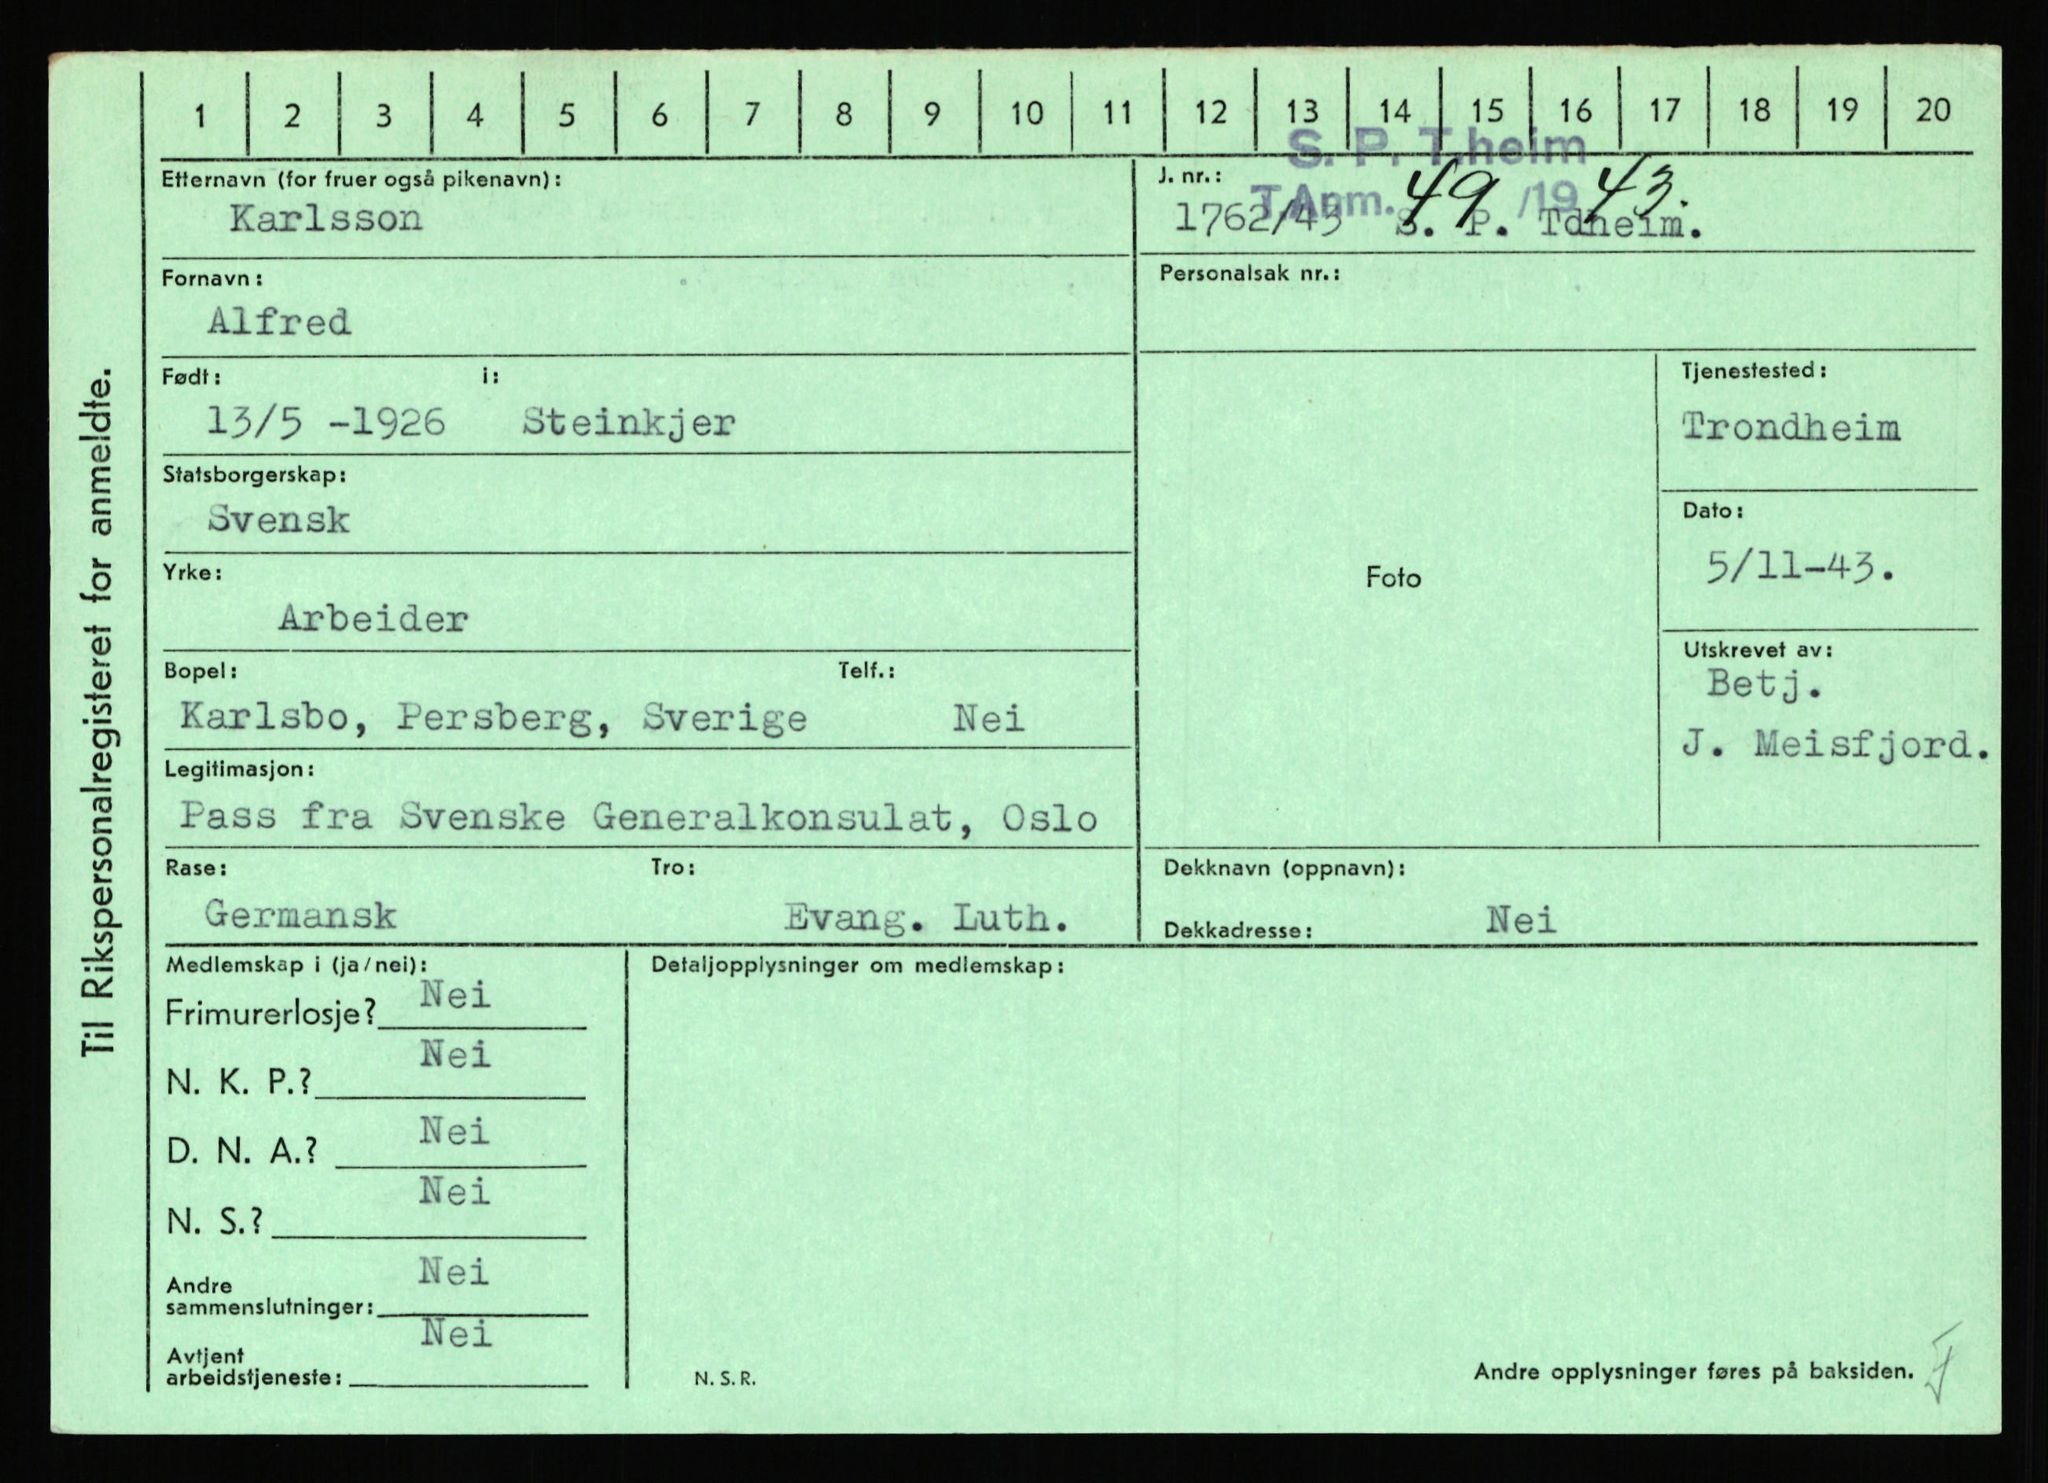 Til Rikspersonalregisteret for anmeldte.
1 2 3 4 5 6 7 8 9 10 11 12 13 14 15 16 17 18 19 20
S. P. T.heim
T.Anm. 49 /19 43.
Etternavn (for fruer også pikenavn):
Karlsson
J. nr.:
1762/43 S. P. Tdheim.
Fornavn:
Alfred
Personalsak nr.:
Født: i:
13/5 -1926 Steinkjer
Statsborgerskap:
Svensk
Yrke:
Arbeider
Bopel: Telf.:
Karlsbo, Persberg, Sverige Nei
Legitimasjon:
Pass fra Svenske Generalkonsulat, Oslo
Rase: Tro:
Germansk Evang. Luth.
Foto
Tjenestested:
Trondheim
Dato:
5/11-43.
Utskrevet av:
Betj.
J. Meisfjord.
Dekknavn (oppnavn):
Dekkadresse: Nei
Medlemskap i (ja/nei):
Frimurerlosje? Nei
N. K. P.? Nei
D. N. A.? Nei
N. S.? Nei
Andre
sammenslutninger: Nei
Avtjent
arbeidstjeneste: Nei
Detaljopplysninger om medlemskap:
N. S. R.
Andre opplysninger føres på baksiden.